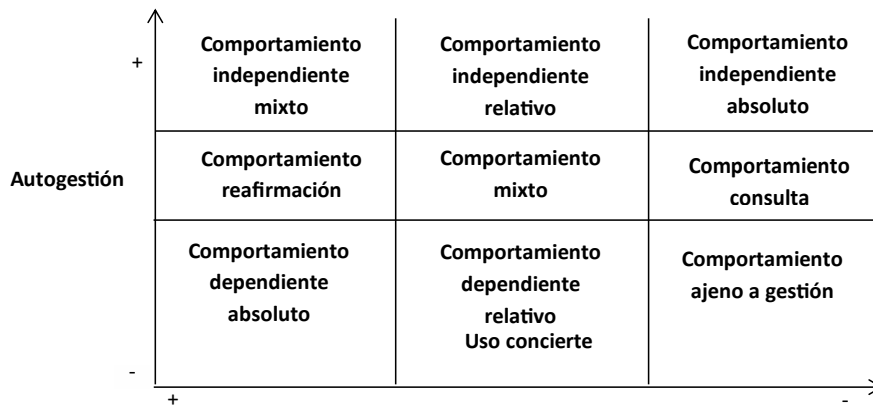 +
Comportamiento
independiente
mixto
Comportamiento
independiente
relativo
Comportamiento
independiente
absoluto
Autogestión
Comportamiento
reafirmación
Comportamiento
mixto
Comportamiento
consulta
Comportamiento
dependiente
absoluto
Comportamiento
dependiente
relativo
Uso concierte
Comportamiento
ajeno a gestión
-
+
-